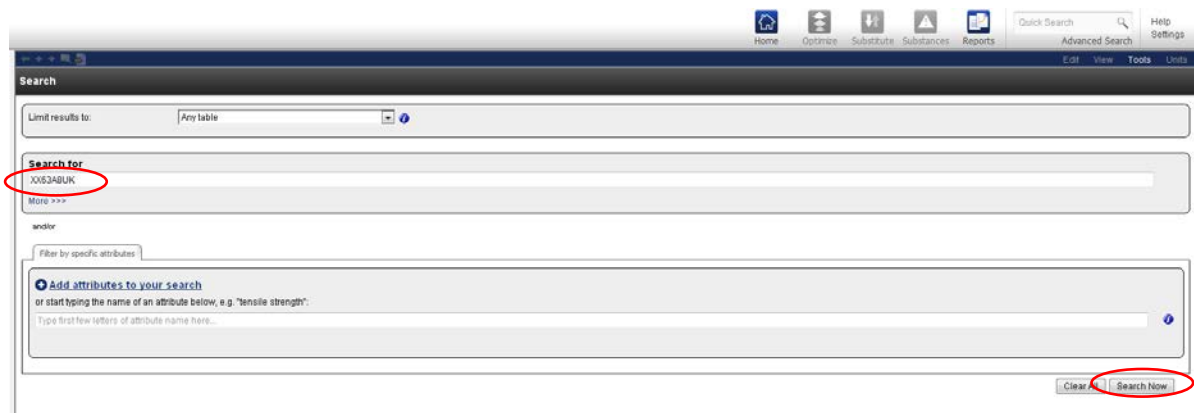 Quick Search
Help
Settings
Home
Optimize
Substitute
Substances
Reports
Advanced Search
Edit
View
Tools
Units
Search
Limit results to:
Any table
Search for
XX63ABUK
More >>>
and/or
Filter by specific attributes
Add attributes to your search
or start typing the name of an attribute below, e.g. "tensile strength":
Type first few letters of attribute name here...
Clear All
Search Now